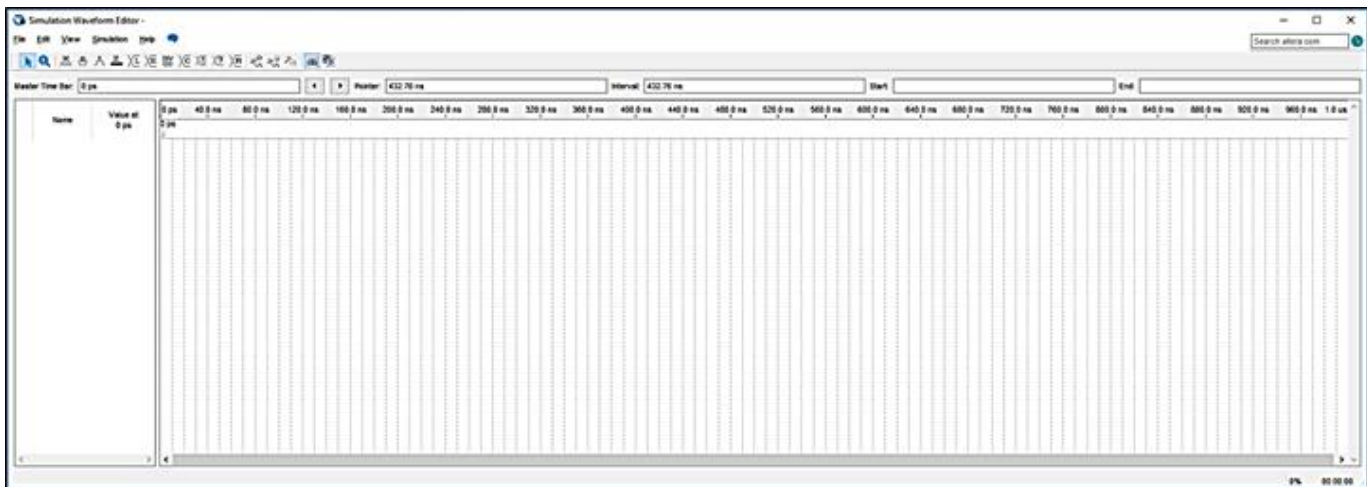 Simulation Waveform Editor -
File Edit View Simulation Help
Search altera.com
Master Time Bar: 0 ps
Pointer: 432.76 ns
Interval: 432.76 ns
Start:
End:
Name
Value at
0 ps
0 ps 40.0 ns 80.0 ns 120.0 ns 160.0 ns 200.0 ns 240.0 ns 280.0 ns 320.0 ns 360.0 ns 400.0 ns 440.0 ns 480.0 ns 520.0 ns 560.0 ns 600.0 ns 640.0 ns 680.0 ns 720.0 ns 760.0 ns 800.0 ns 840.0 ns 880.0 ns 920.0 ns 960.0 ns 1.0 us
0 ps
0% 00:00:00